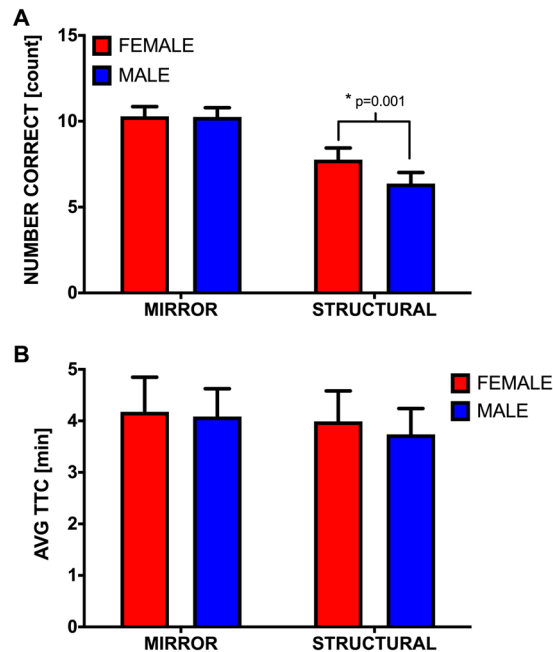 A
NUMBER CORRECT [count]
15
10
5
0
FEMALE
MALE
* p=0.001
MIRROR
STRUCTURAL
B
AVG TTC [min]
5
4
3
2
1
0
FEMALE
MALE
MIRROR
STRUCTURAL